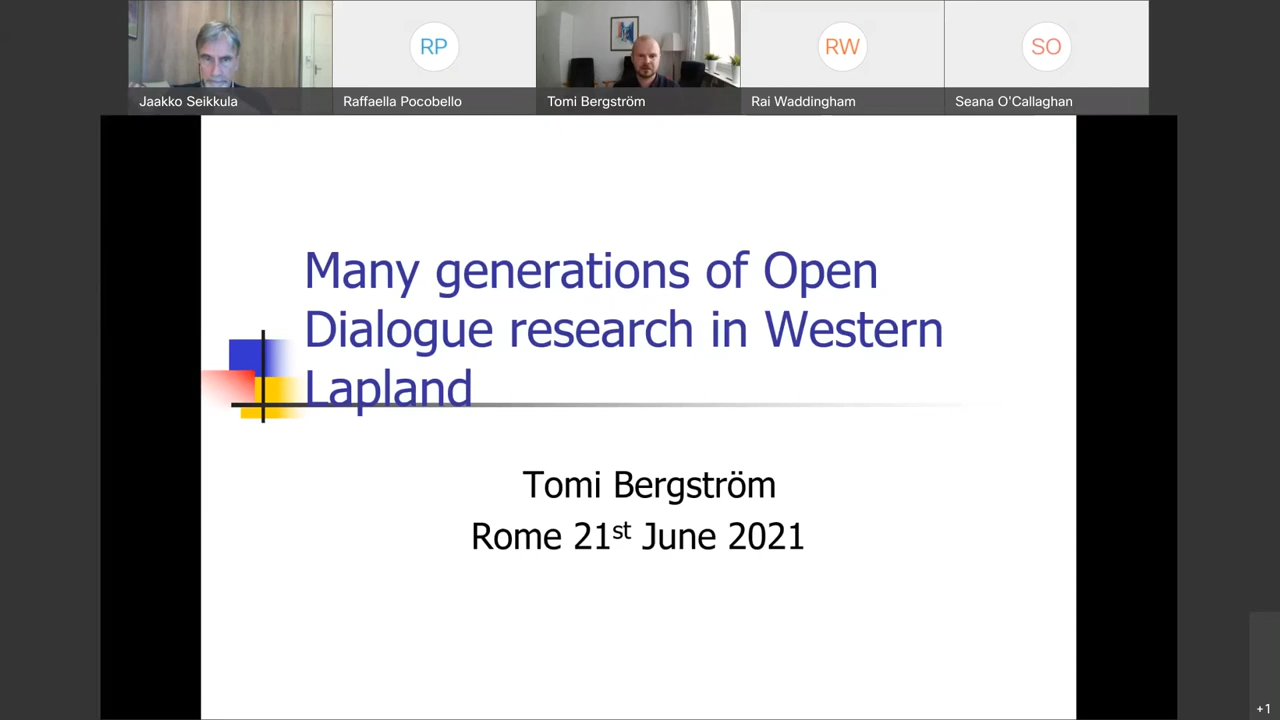 RP
RW
SO
Jaakko Seikkula
Raffaella Pocobello
Tomi Bergström
Rai Waddingham
Seana O'Callaghan
Many generations of Open
Dialogue research in Western
Lapland
Tomi Bergström
Rome 21st June 2021
+1